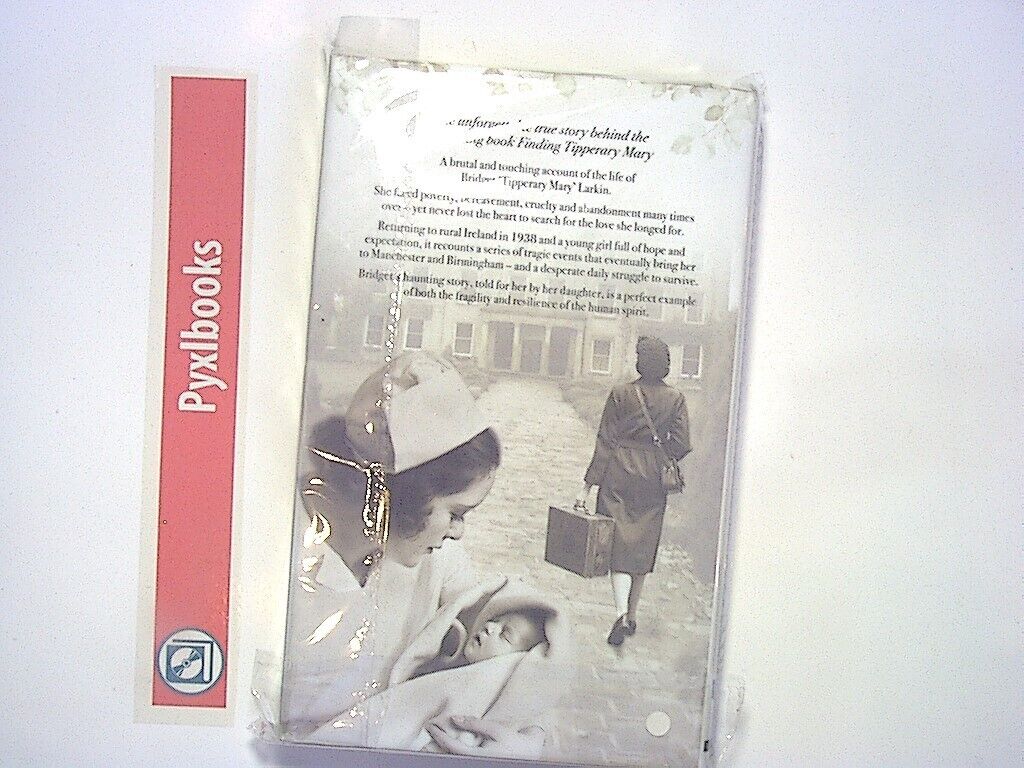 Pyxlbooks
true story behind the
book Finding Tipperary Mary
A brutal and touching account of the life of
"Tipperary Mary" Larkin.
She faced poverty, bereavement, cruelty and abandonment many times
over - yet never lost the heart to search for the love she longed for.
Returning to rural Ireland in 1938 and a young girl full of hope and
expectation, it recounts a series of tragic events that eventually bring her
to Manchester and Birmingham – and a desperate daily struggle to survive.
Bridget's haunting story, told for her by her daughter, is a perfect example
of both the fragility and resilience of the human spirit.